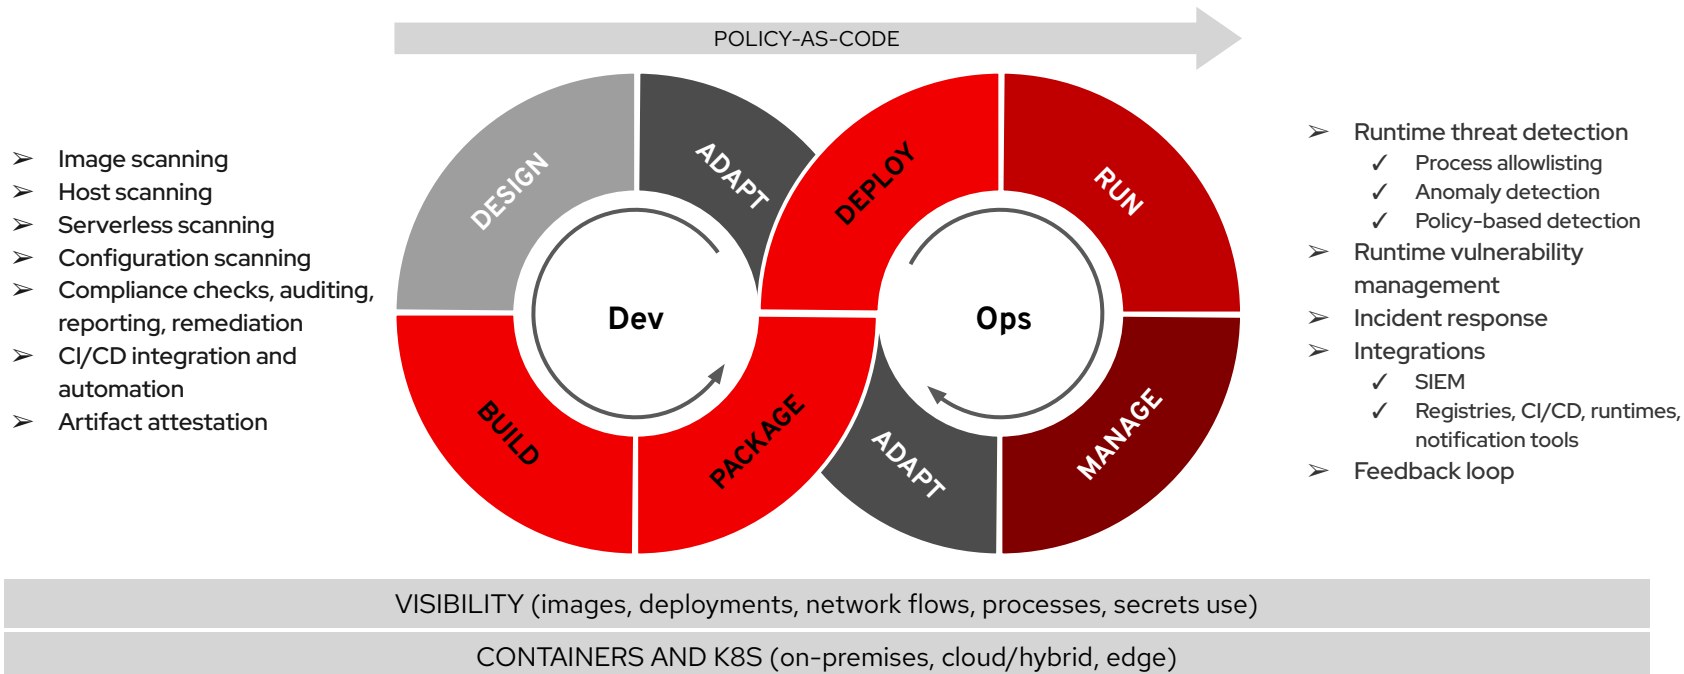 POLICY-AS-CODE
➢ Image scanning
➢ Host scanning
➢ Serverless scanning
➢ Configuration scanning
➢ Compliance checks, auditing,
reporting, remediation
➢ CI/CD integration and
automation
➢ Artifact attestation
DESIGN
ADAPT
DEPLOY
RUN
Dev
Ops
BUILD
PACKAGE
ADAPT
MANAGE
➢ Runtime threat detection
✓ Process allowlisting
✓ Anomaly detection
✓ Policy-based detection
➢ Runtime vulnerability
management
➢ Incident response
➢ Integrations
✓ SIEM
✓ Registries, CI/CD, runtimes,
notification tools
➢ Feedback loop
VISIBILITY (images, deployments, network flows, processes, secrets use)
CONTAINERS AND K8S (on-premises, cloud/hybrid, edge)